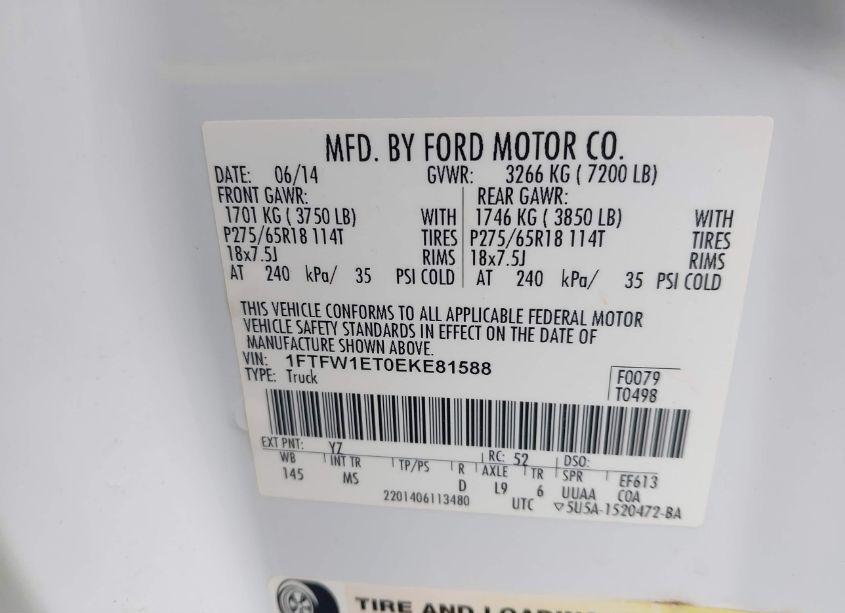 MFD. BY FORD MOTOR CO.
DATE: 06/14 GVWR: 3266 KG ( 7200 LB)
FRONT GAWR: REAR GAWR:
1701 KG ( 3750 LB) WITH 1746 KG ( 3850 LB) WITH
P275/65R18 114T TIRES P275/65R18 114T TIRES
18x7.5J RIMS 18x7.5J RIMS
AT 240 kPa/ 35 PSI COLD AT 240 kPa/ 35 PSI COLD
THIS VEHICLE CONFORMS TO ALL APPLICABLE FEDERAL MOTOR
VEHICLE SAFETY STANDARDS IN EFFECT ON THE DATE OF
MANUFACTURE SHOWN ABOVE.
VIN: 1FTFW1ET0EKE81588
TYPE: Truck F0079
T0498
EXT PNT: YZ RC: 52 DSO:
WB INT TR TP/PS R AXLE TR SPR EF613
145 MS D L9 6 UUAA COA
2201406113480 UTC ▽5U5A-1520472-BA
TIRE AND LOADING